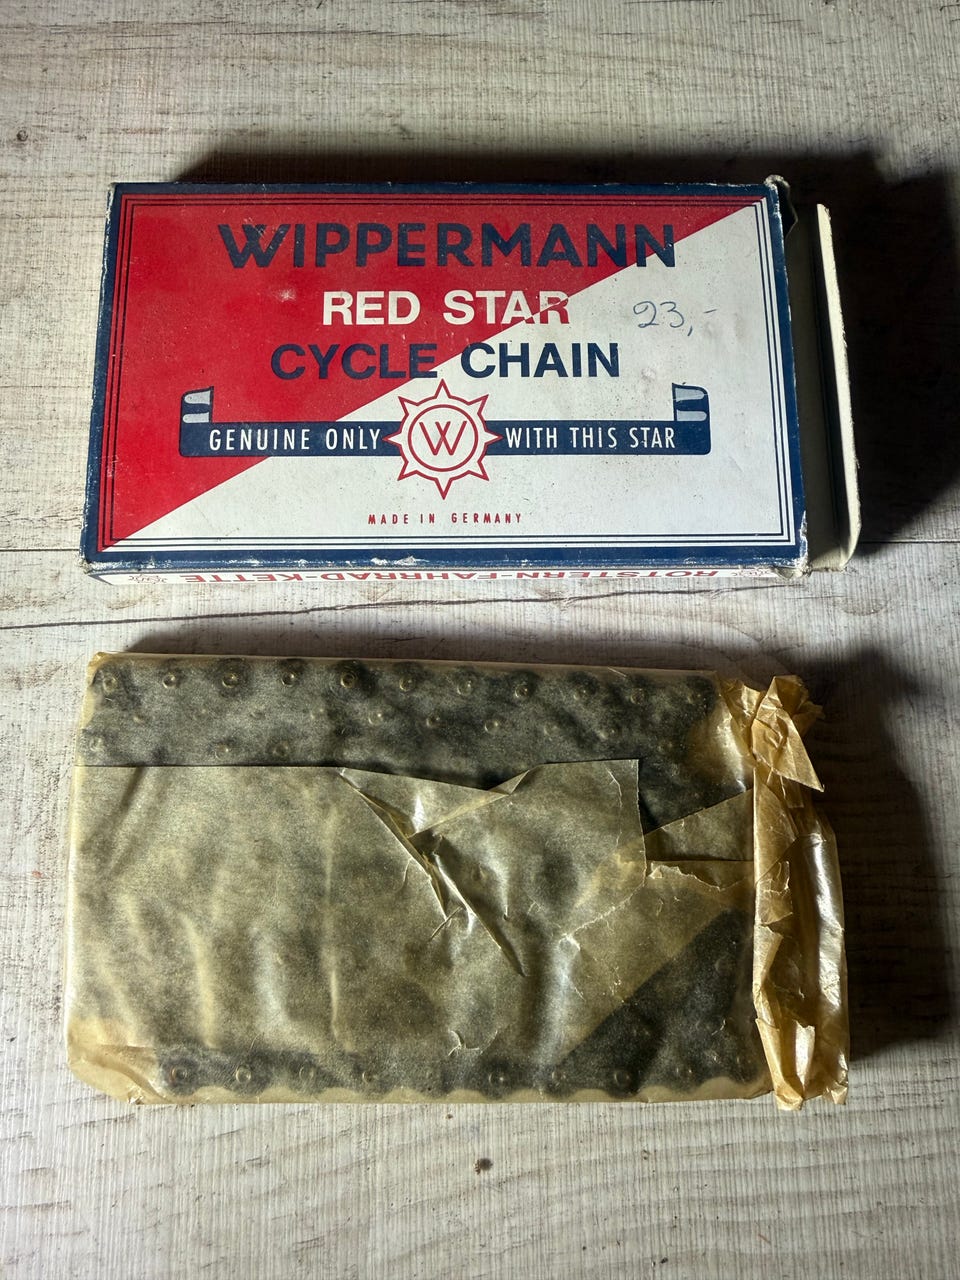 WIPPERMANN
RED STAR
23,-
CYCLE CHAIN
GENUINE ONLY W WITH THIS STAR
MADE IN GERMANY
ROTSTERN-FAHRRAD-KETTE